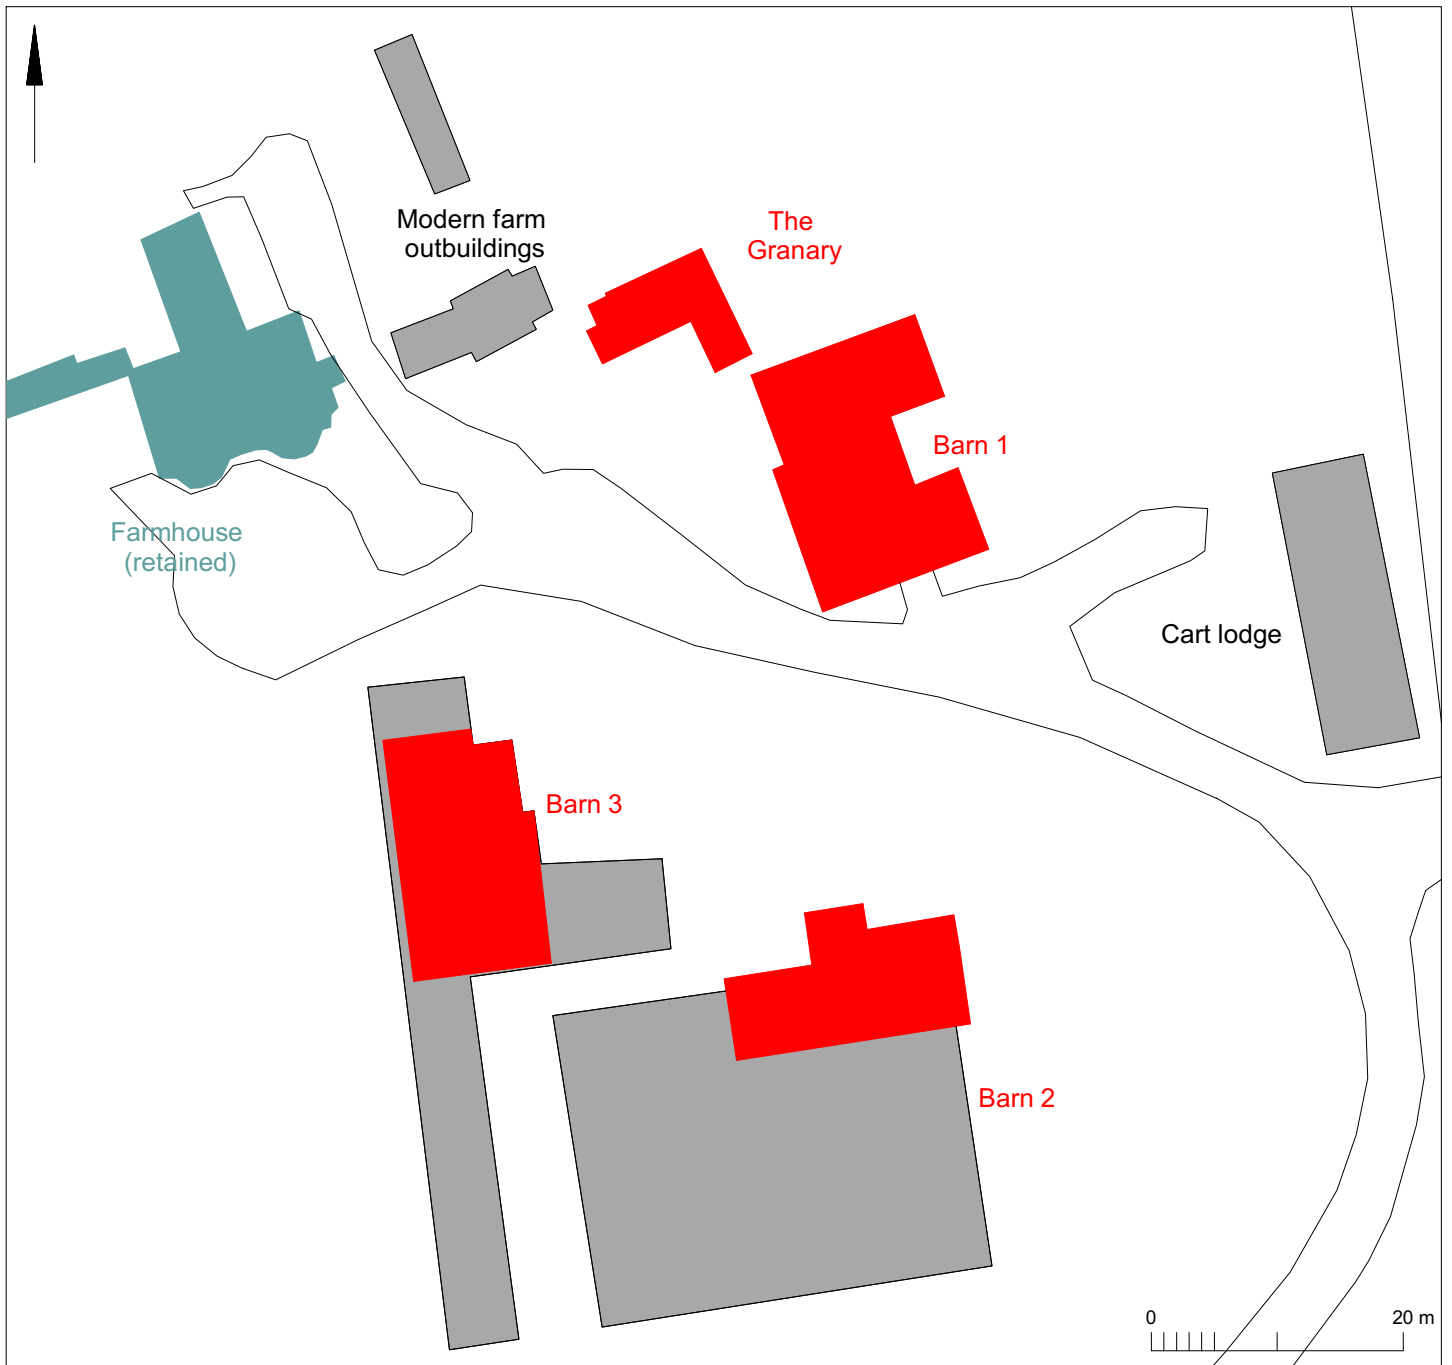 Modern farm
outbuildings
The
Granary
Barn 1
Farmhouse
(retained)
Cart lodge
Barn 3
Barn 2
0
20 m